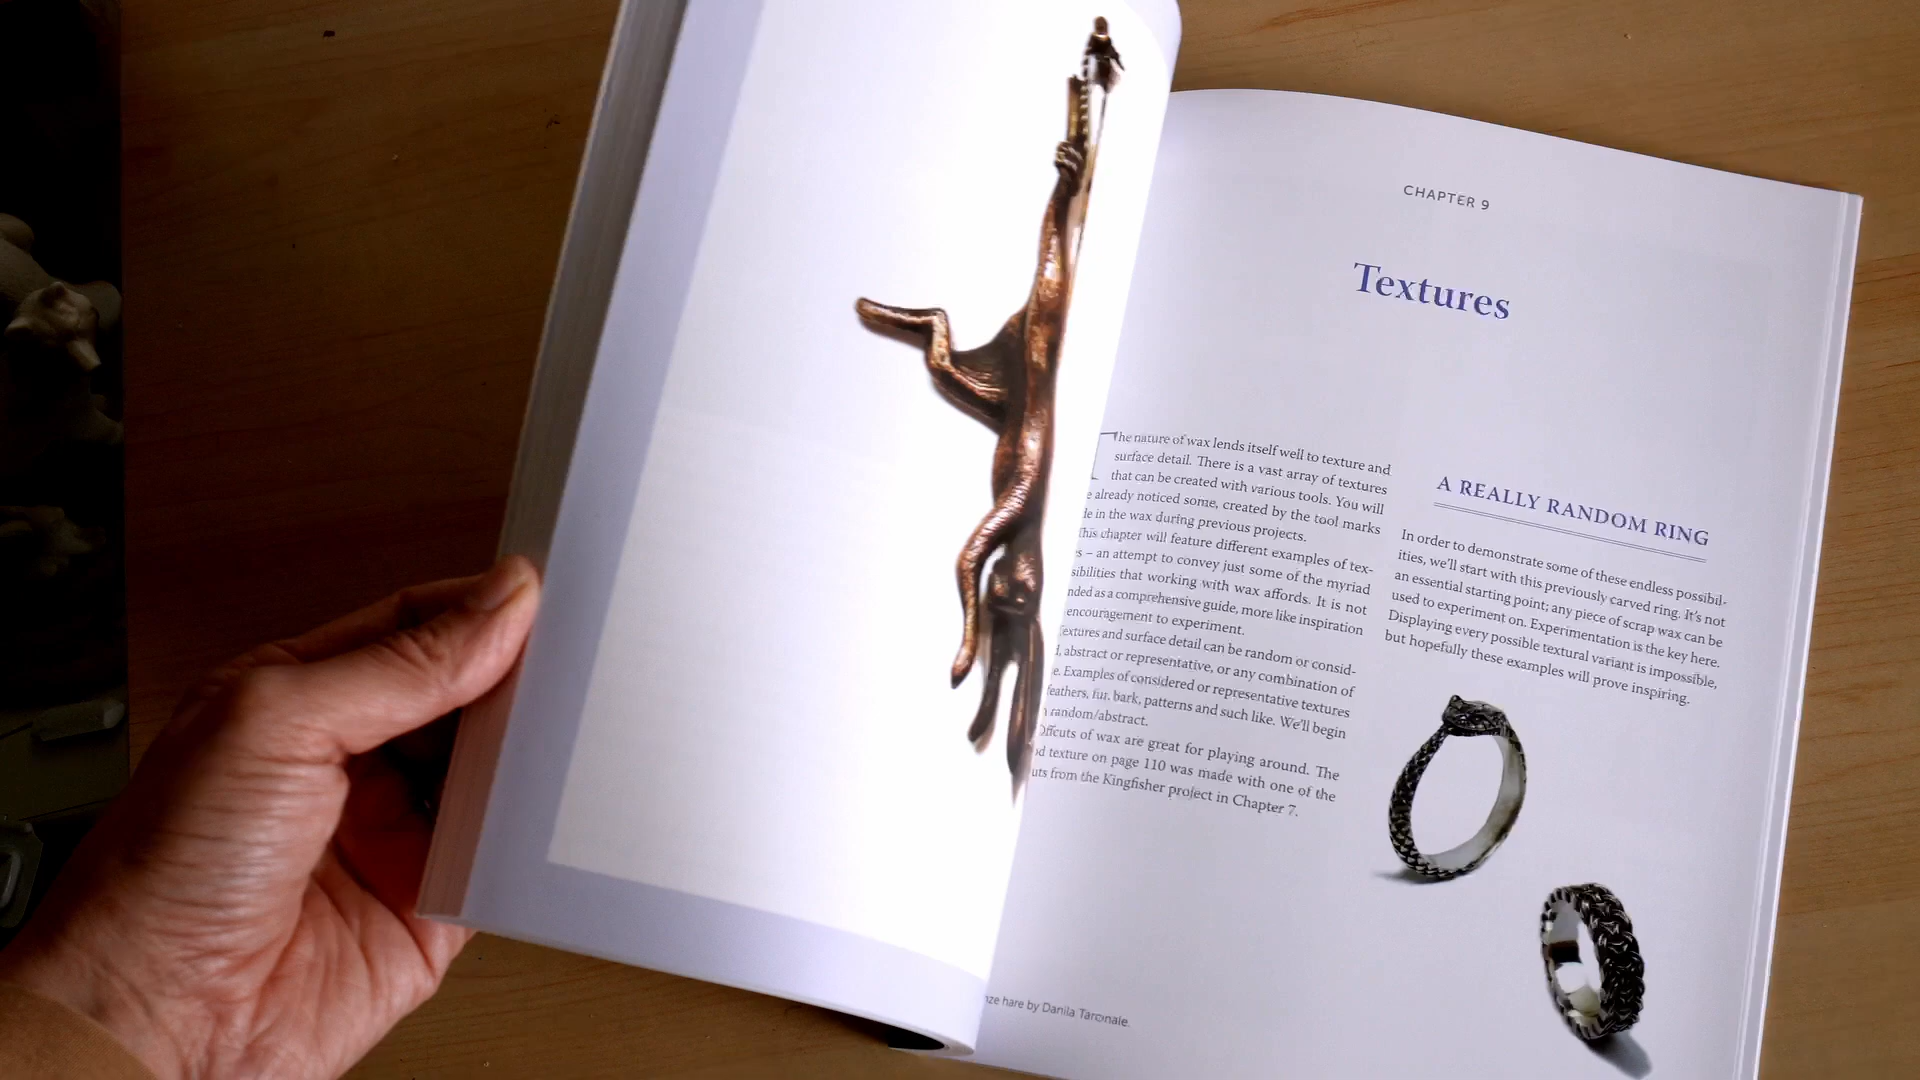 CHAPTER 9
Textures
The nature of wax lends itself well to texture and
surface detail. There is a vast array of textures
that can be created with various tools. You will
already noticed some, created by the tool marks
in the wax during previous projects.
This chapter will feature different examples of tex-
– an attempt to convey just some of the myriad
that working with wax affords. It is not
as a comprehensive guide, more like inspiration
encouragement to experiment.
Textures and surface detail can be random or consid-
abstract or representative, or any combination of
Examples of considered or representative textures
feathers, fur, bark, patterns and such like. We'll begin
random/abstract.
Offcuts of wax are great for playing around. The
texture on page 110 was made with one of the
from the Kingfisher project in Chapter 7.
hare by Danila Tarcinale.
A REALLY RANDOM RING
In order to demonstrate some of these endless possibil-
ities, we'll start with this previously carved ring. It's not
an essential starting point; any piece of scrap wax can be
used to experiment on. Experimentation is the key here.
Displaying every possible textural variant is impossible,
but hopefully these examples will prove inspiring.